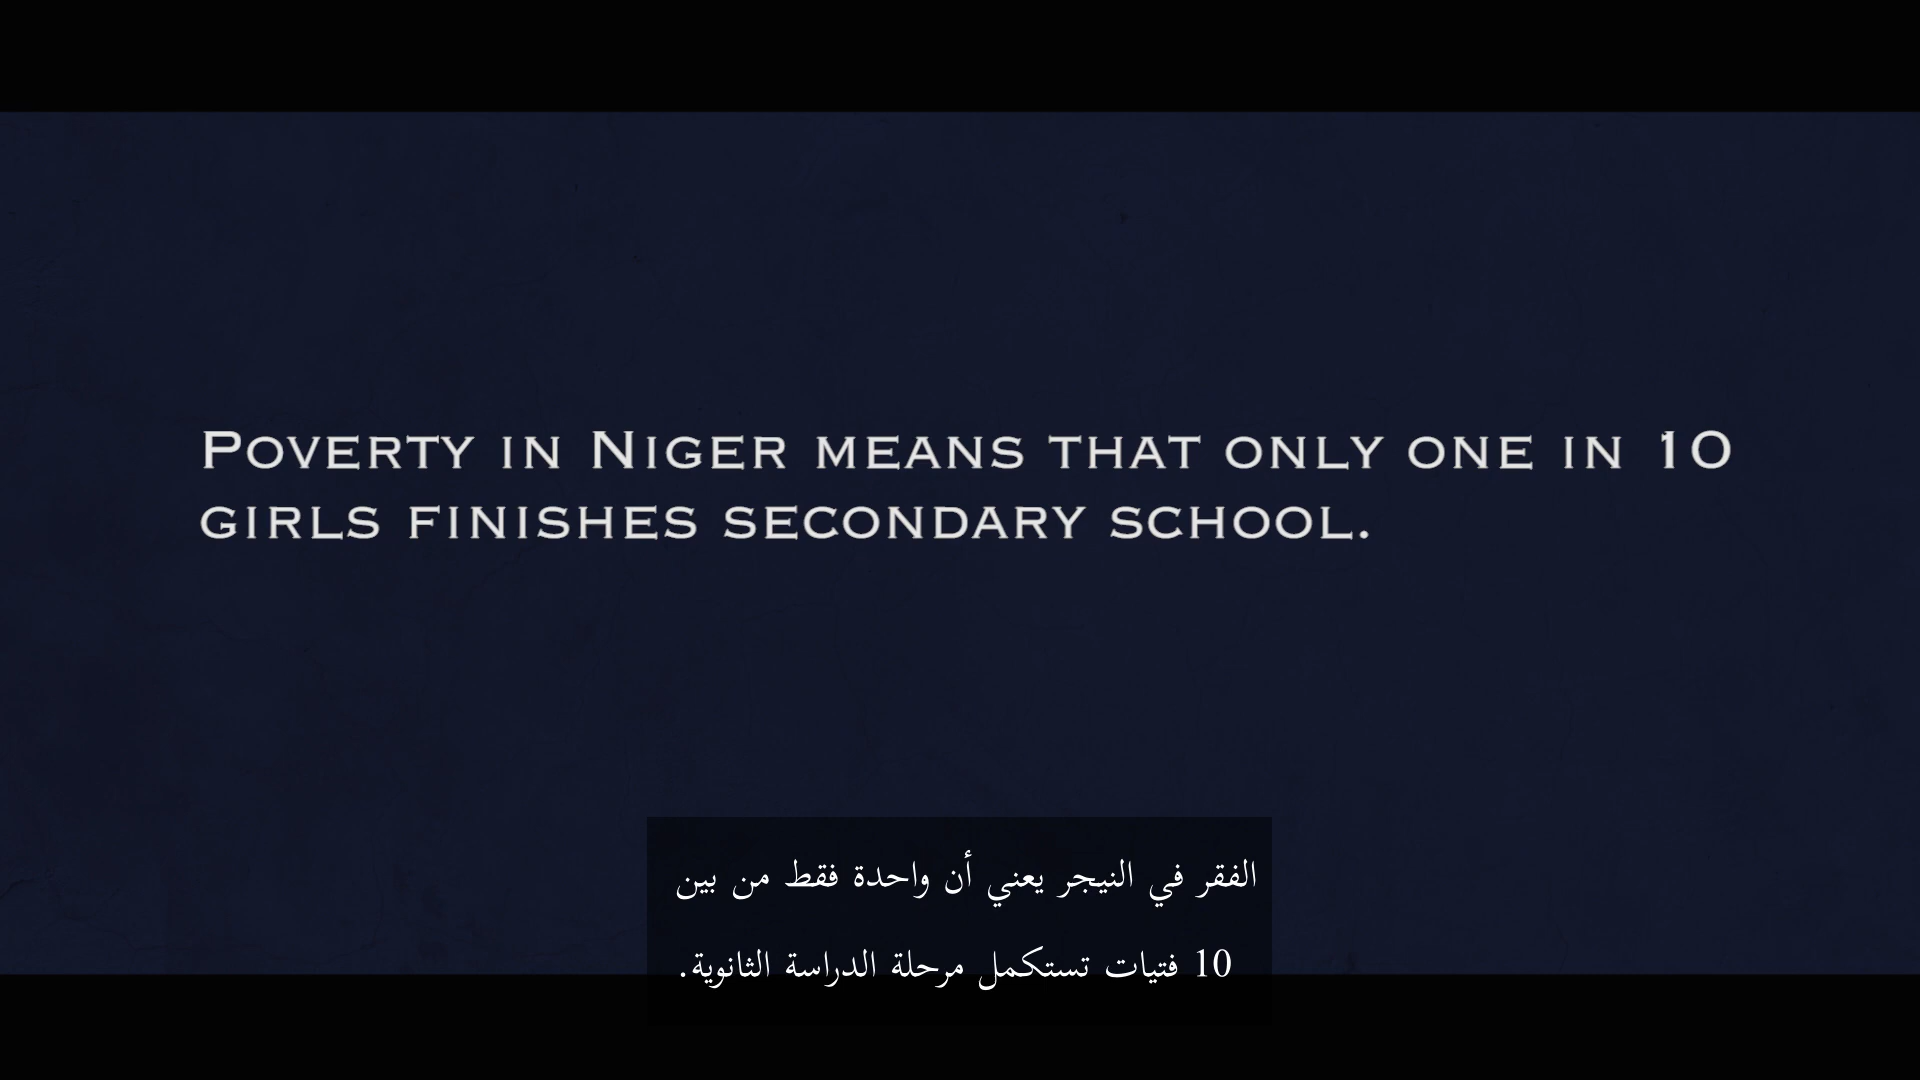 Poverty in Niger means that only one in 10
girls finishes secondary school.
الفقر في النيجر يعني أن واحدة فقط من بين
10 فتيات تستكمل مرحلة الدراسة الثانوية.